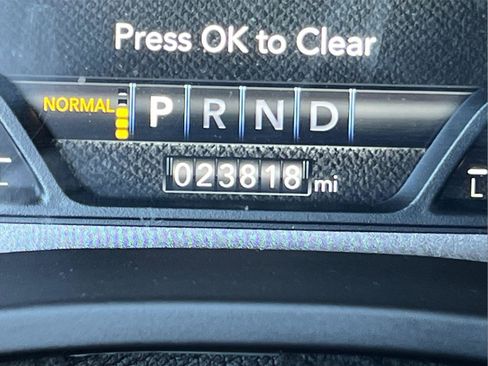 Press OK to Clear
NORMAL P R N D
023818 mi
L